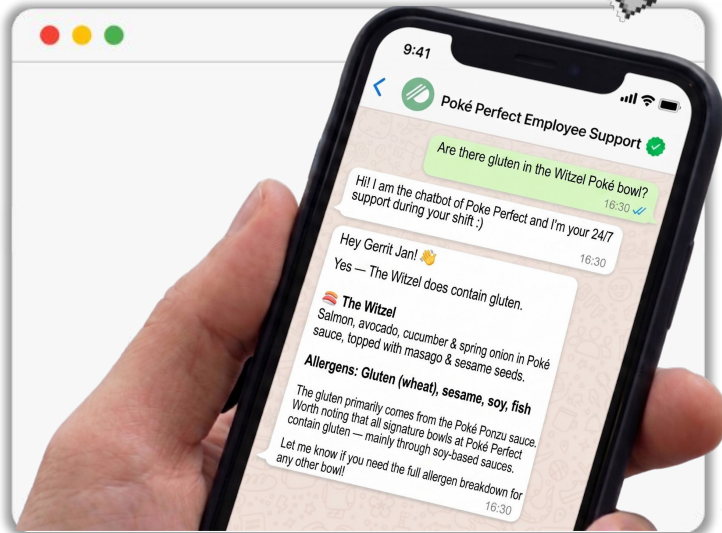 9:41
Poké Perfect Employee Support
Are there gluten in the Witzel Poké bowl?
16:30
Hi! I am the chatbot of Poke Perfect and I'm your 24/7
support during your shift :)
16:30
Hey Gerrit Jan! 👋
Yes — The Witzel does contain gluten.
🍣 The Witzel
Salmon, avocado, cucumber & spring onion in Poké
sauce, topped with masago & sesame seeds.
Allergens: Gluten (wheat), sesame, soy, fish
The gluten primarily comes from the Poké Ponzu sauce.
Worth noting that all signature bowls at Poké Perfect
contain gluten — mainly through soy-based sauces.
Let me know if you need the full allergen breakdown for
any other bowl!
16:30